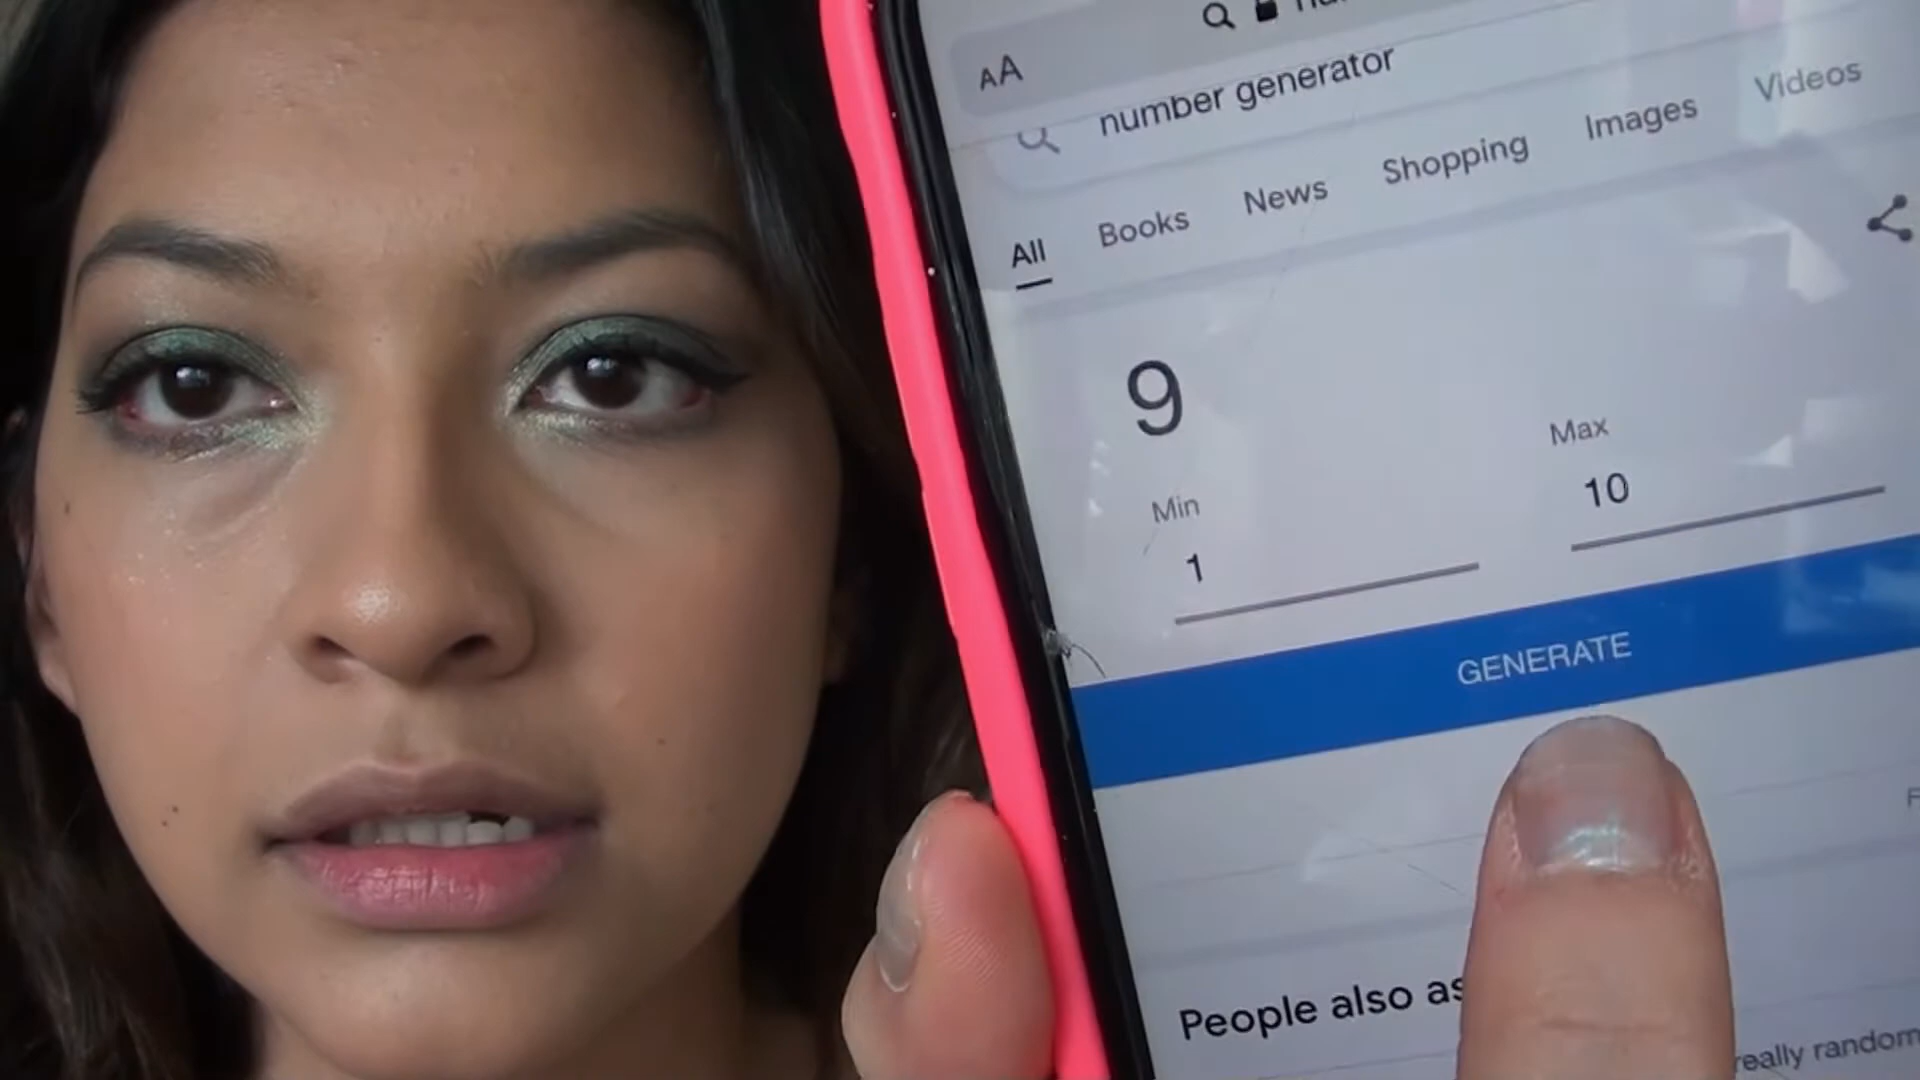 AA
number generator
All Books News Shopping Images Videos
9
Min
1
Max
10
GENERATE
People also
really random